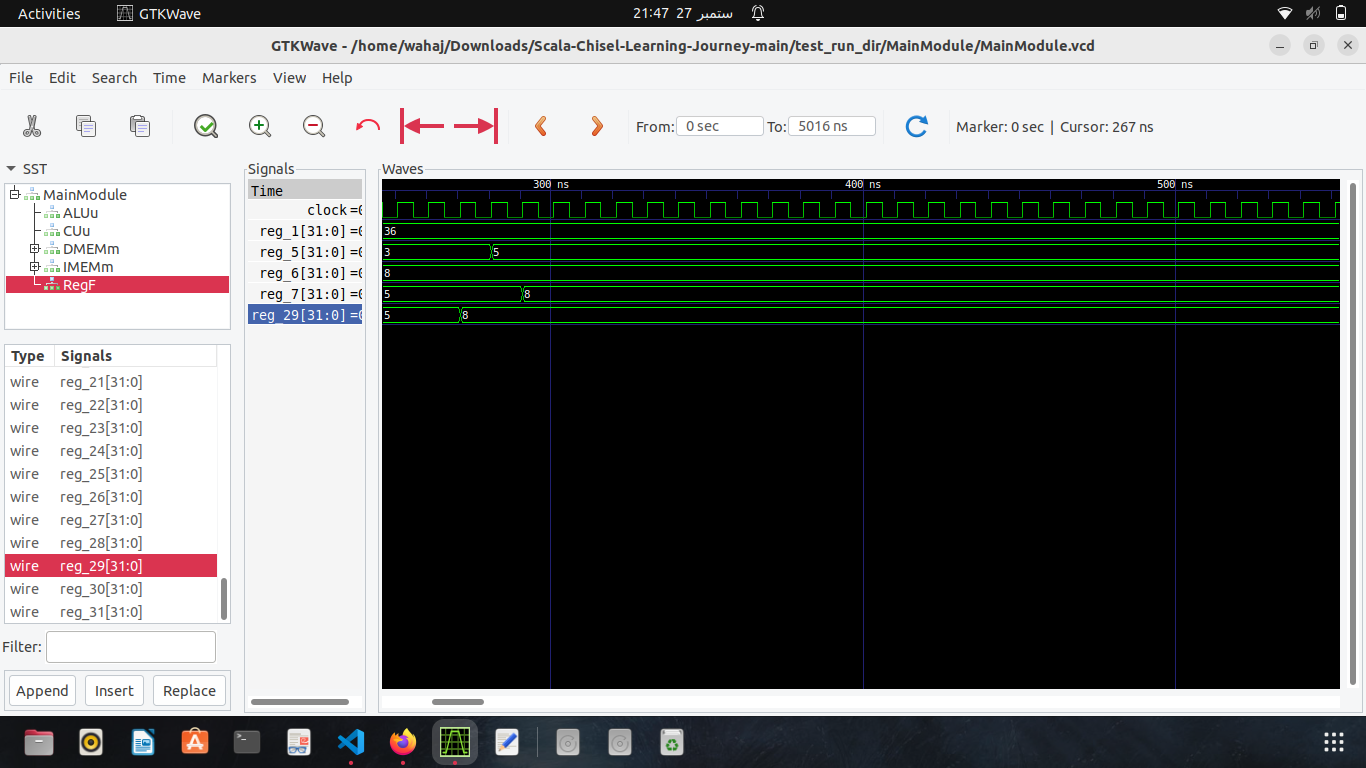 Activities GTKWave 21:47 27 ستمبر
GTKWave - /home/wahaj/Downloads/Scala-Chisel-Learning-Journey-main/test_run_dir/MainModule/MainModule.vcd
File Edit Search Time Markers View Help
From: 0 sec To: 5016 ns Marker: 0 sec | Cursor: 267 ns
SST
MainModule
ALUu
CUu
DMEMm
IMEMm
RegF
Type Signals
wire reg_21[31:0]
wire reg_22[31:0]
wire reg_23[31:0]
wire reg_24[31:0]
wire reg_25[31:0]
wire reg_26[31:0]
wire reg_27[31:0]
wire reg_28[31:0]
wire reg_29[31:0]
wire reg_30[31:0]
wire reg_31[31:0]
Filter:
Append Insert Replace
Signals
Time
clock =
reg_1[31:0] =
reg_5[31:0] =
reg_6[31:0] =
reg_7[31:0] =
reg_29[31:0] =
Waves
300 ns 400 ns 500 ns
36
3 5
8
5 8
5 8